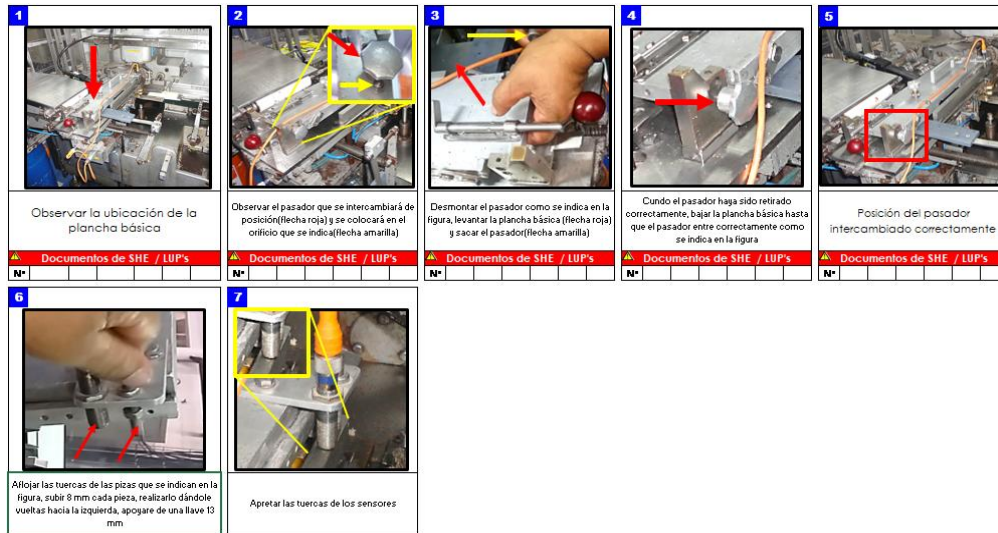 1
2
3
4
5
Observar la ubicación de la
plancha básica
Observar el pasador que se intercambiará de
posición(flecha roja) y se colocará en el
orificio que se indica(flecha amarilla)
Desmontar el pasador como se indica en la
figura, levantar la plancha básica (flecha roja)
y sacar el pasador(flecha amarilla)
Cundo el pasador haya sido retirado
correctamente, bajar la plancha básica hasta
que el pasador entre correctamente como
se indica en la figura
Posición del pasador
intercambiado correctamente
Documentos de SHE / LUP's
Documentos de SHE / LUP's
Documentos de SHE / LUP's
Documentos de SHE / LUP's
Documentos de SHE / LUP's
N°
N°
N°
N°
N°
6
7
Aflojar las tuercas de las pizas que se indican en la
figura, subir 8 mm cada pieza, realizarlo dándole
vueltas hacia la izquierda, apoyare de una llave 13
mm
Apretar las tuercas de los sensores